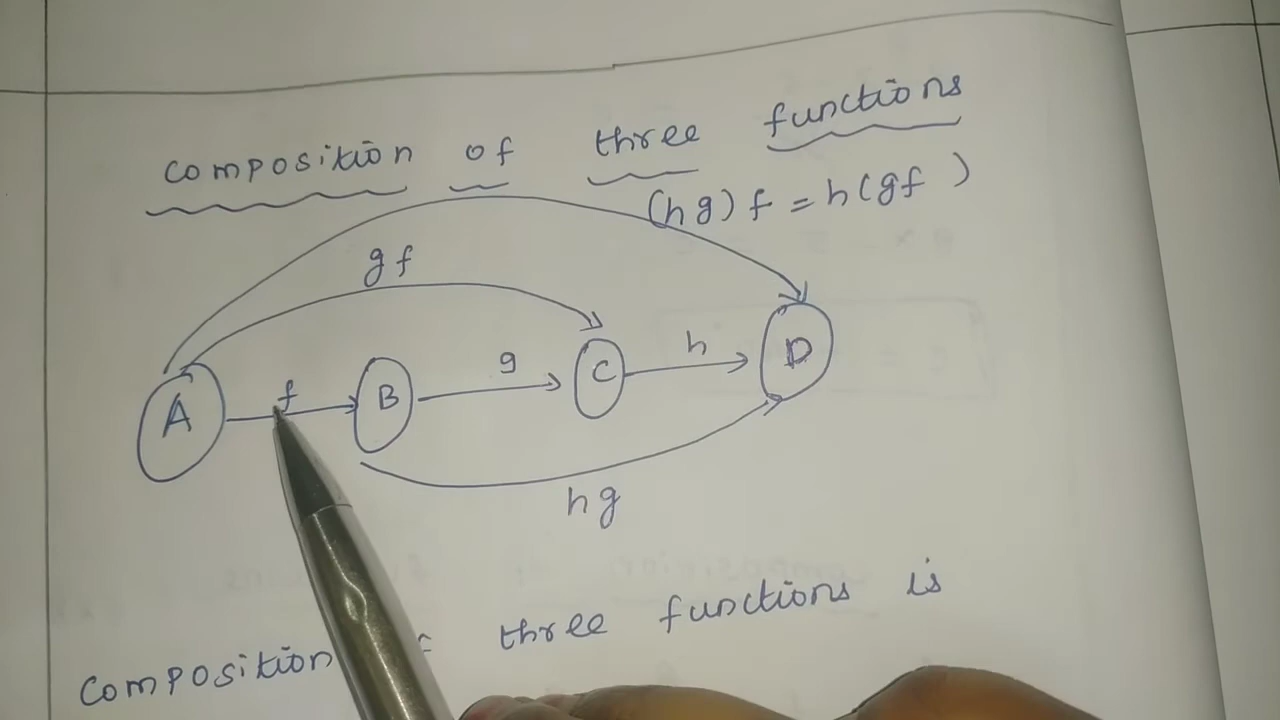 composition of three functions
(hg) f = h(gf)
gf
A f B g C h D
hg
composition three functions is